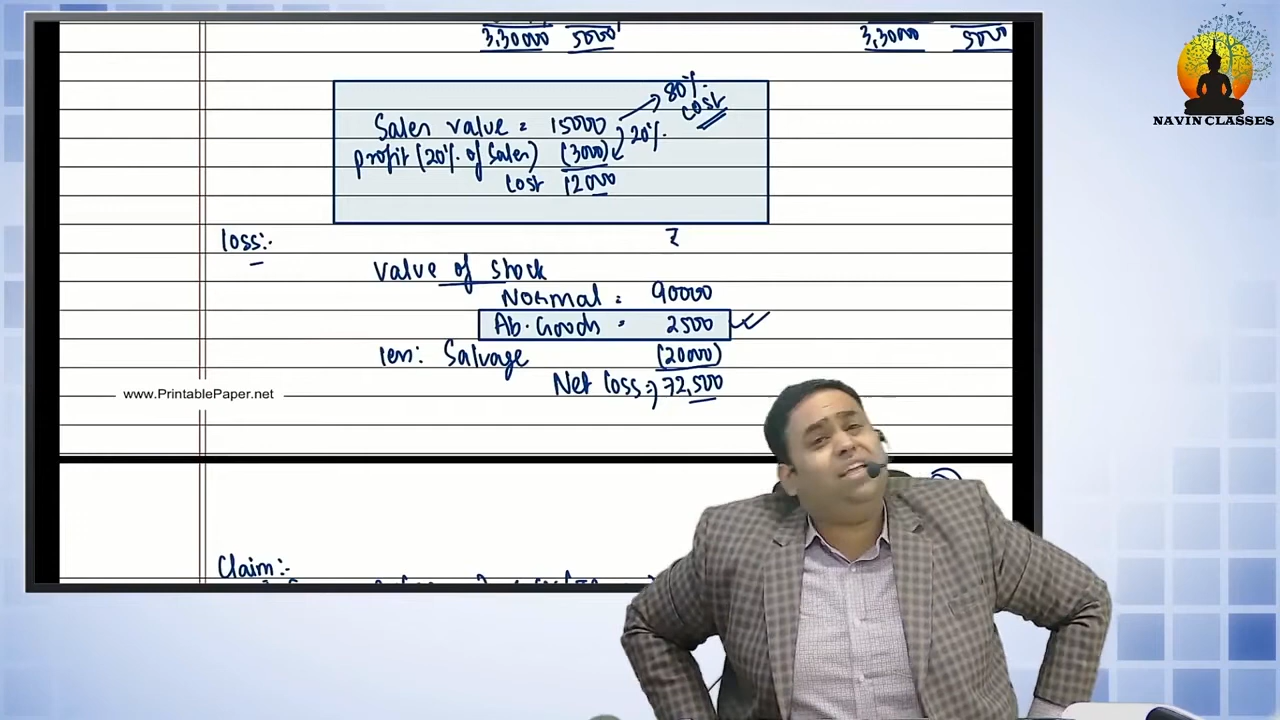 3,30000 5000 3,30000 5000
NAVIN CLASSES
80%
cost
Sales value = 15000
20%
profit (20% of Sales) (3000)
Cost 12000
₹
loss:-
Value of stock
Normal = 90000
Ab. Goods = 2500
less: Salvage (20000)
Net loss => 72,500
www.PrintablePaper.net
Claim:-